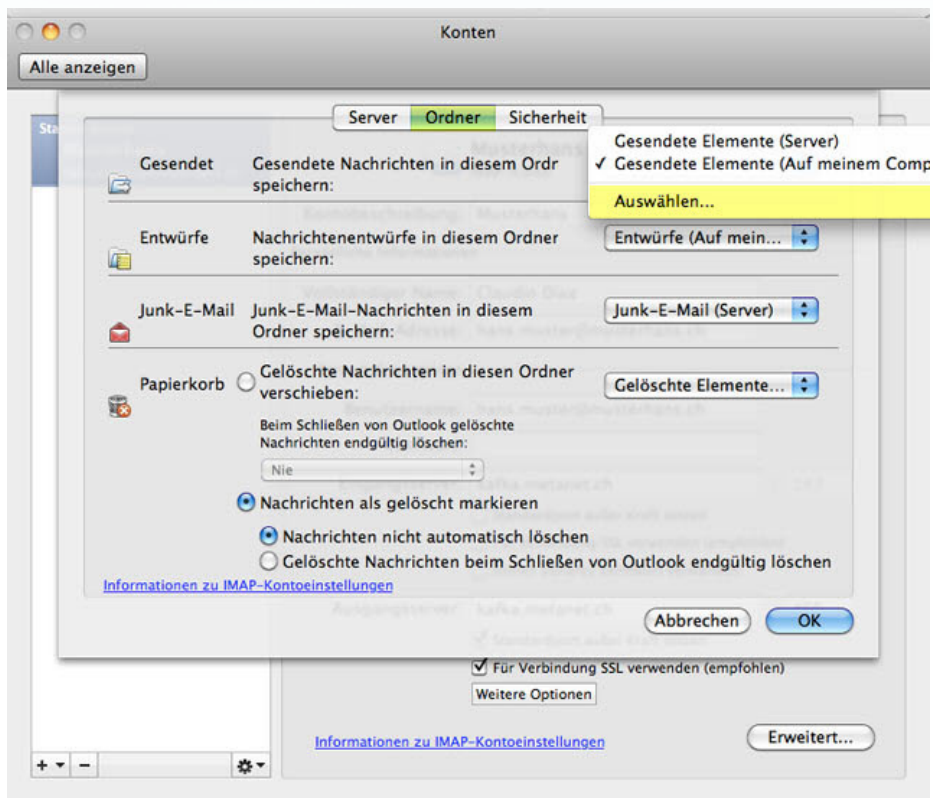 Konten
Alle anzeigen
Server Ordner Sicherheit
Gesendete Elemente (Server)
✓ Gesendete Elemente (Auf meinem Comp
Auswählen...
Gesendet Gesendete Nachrichten in diesem Ordr
speichern:
Entwürfe Nachrichtenentwürfe in diesem Ordner
speichern:
Entwürfe (Auf mein...
Junk-E-Mail Junk-E-Mail-Nachrichten in diesem
Ordner speichern:
Junk-E-Mail (Server)
Papierkorb Gelöschte Nachrichten in diesen Ordner
verschieben:
Gelöschte Elemente...
Beim Schließen von Outlook gelöschte
Nachrichten endgültig löschen:
Nie
Nachrichten als gelöscht markieren
Nachrichten nicht automatisch löschen
Gelöschte Nachrichten beim Schließen von Outlook endgültig löschen
Informationen zu IMAP-Kontoeinstellungen
Abbrechen OK
Für Verbindung SSL verwenden (empfohlen)
Weitere Optionen
Informationen zu IMAP-Kontoeinstellungen
Erweitert...